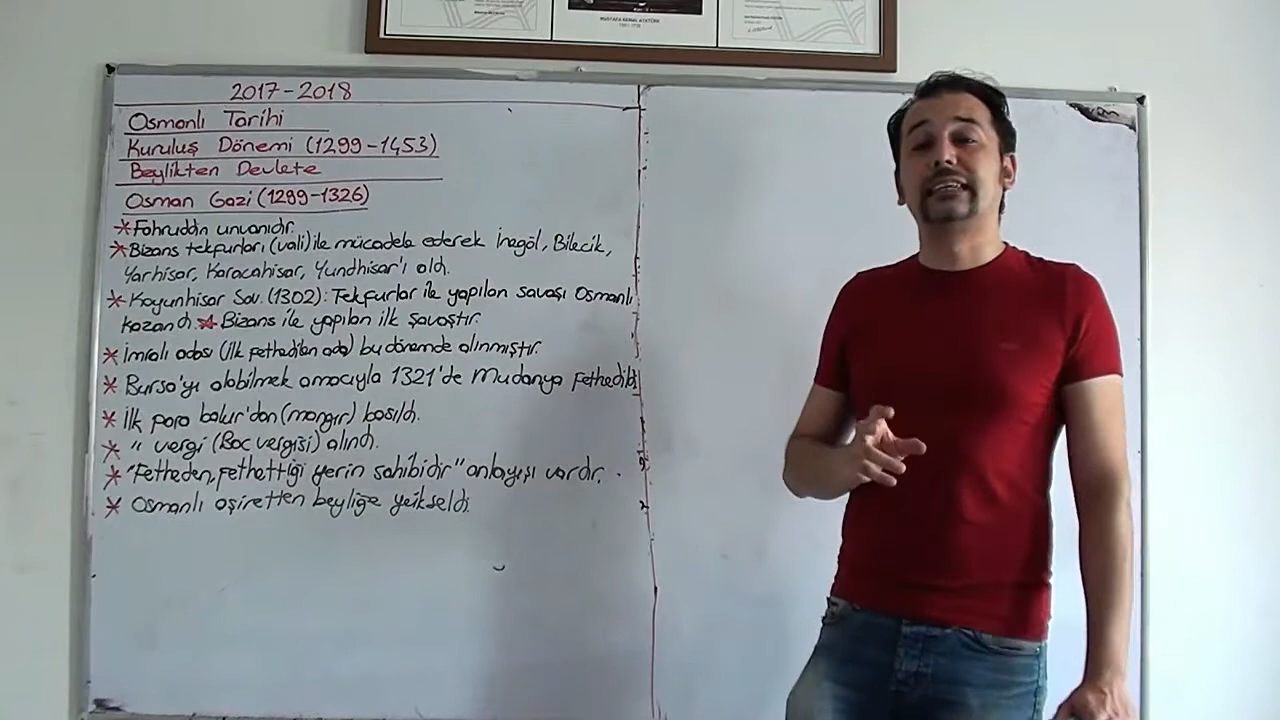 MUSTAFA KEMAL ATATÜRK
2017-2018
Osmanlı Tarihi
Kuruluş Dönemi (1299-1453)
Beylikten Devlete
Osman Gazi (1299-1326)
* Fahruddin unvanıdır.
* Bizans tekfurları (vali) ile mücadele ederek İnegöl, Bilecik,
Yarhisar, Karacahisar, Yundhisar'ı aldı.
* Koyunhisar Sav. (1302): Tekfurlar ile yapılan savaşı Osmanlı
kazandı. * Bizans ile yapılan ilk savaştır.
* İmralı adası (ilk fethedilen ada) bu dönemde alınmıştır.
* Bursa'yı alabilmek amacıyla 1321'de Mudanya Fethedildi
* İlk para bakır'dan (mangır) basıldı.
* " vergi (Bac vergisi) alındı.
* "Fetheden, fethettiği yerin sahibidir" anlayışı vardır.
* Osmanlı aşiretten beyliğe yükseldi.